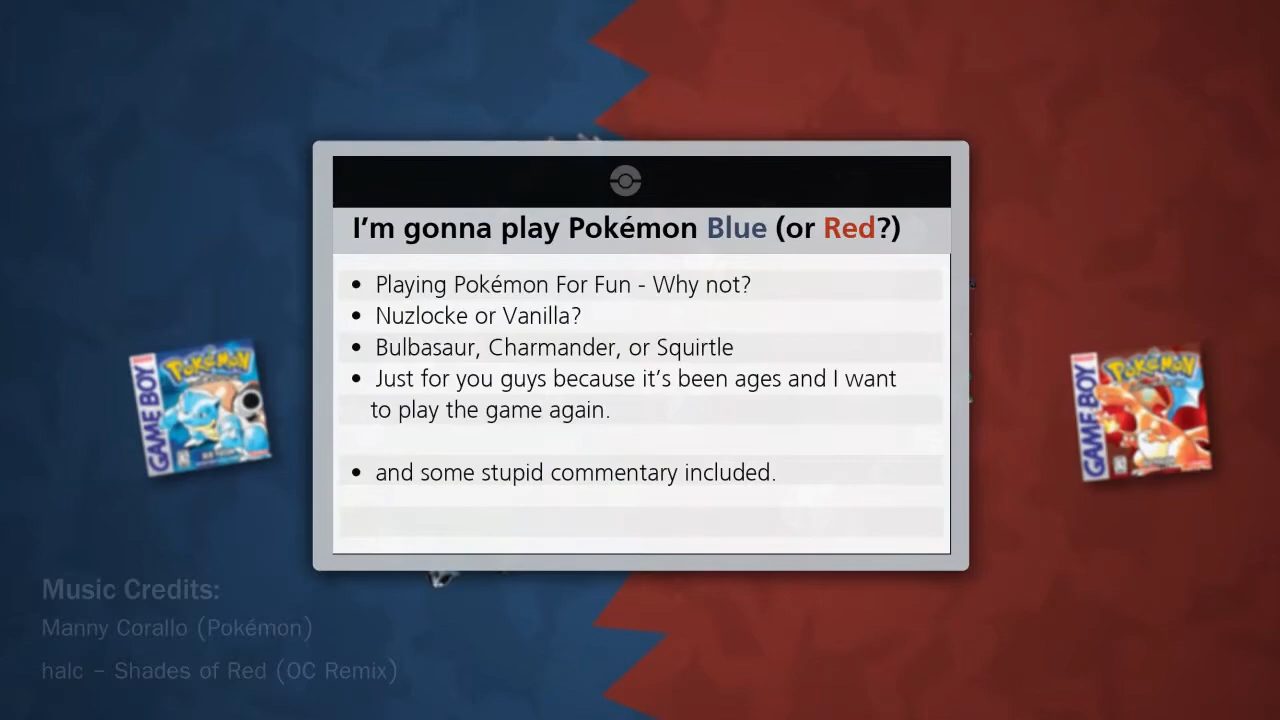 I'm gonna play Pokémon Blue (or Red?)
• Playing Pokémon For Fun - Why not?
• Nuzlocke or Vanilla?
• Bulbasaur, Charmander, or Squirtle
• Just for you guys because it's been ages and I want
to play the game again.
• and some stupid commentary included.
GAME BOY
POKéMON
GAME BOY
POKéMON
Music Credits:
Manny Corallo (Pokémon)
halc – Shades of Red (OC Remix)